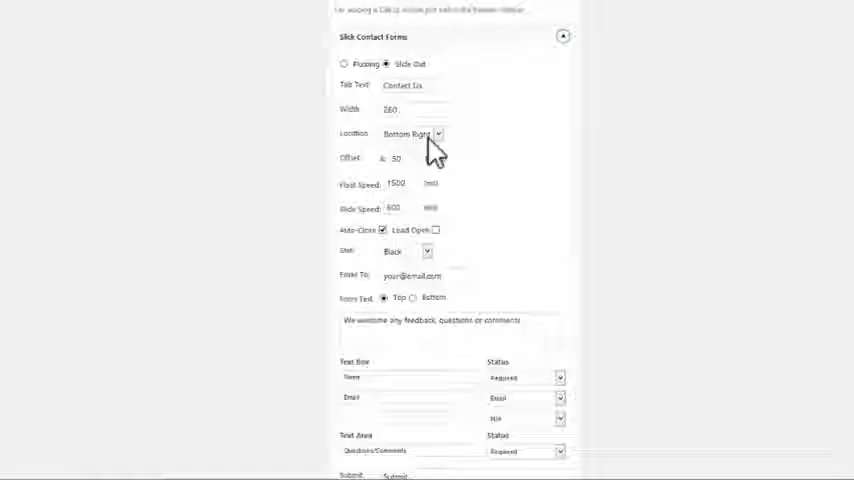 Slick Contact Forms
Floating Slide Out
Tab Text: Contact Us
Width: 260
Location: Bottom Right
Offset: & 50
Float Speed: 1500 (ms)
Slide Speed: 600 (ms)
Auto-Close Load Open
Skin: Black
Email To: your@email.com
Form Text: Top Bottom
We welcome any feedback, questions or comments
Text Box Status
Name Required
Email Email
N/A
Text Area Status
Questions/Comments Required
Submit Submit